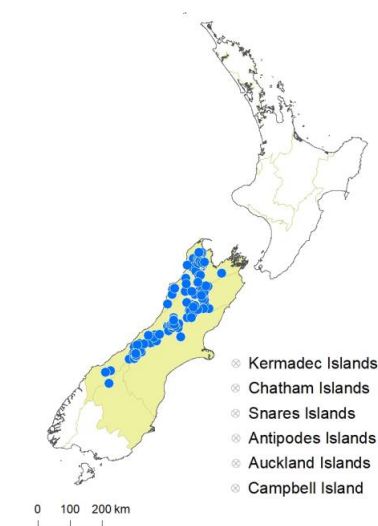 Kermadec Islands
Chatham Islands
Snares Islands
Antipodes Islands
Auckland Islands
Campbell Island
0 100 200 km